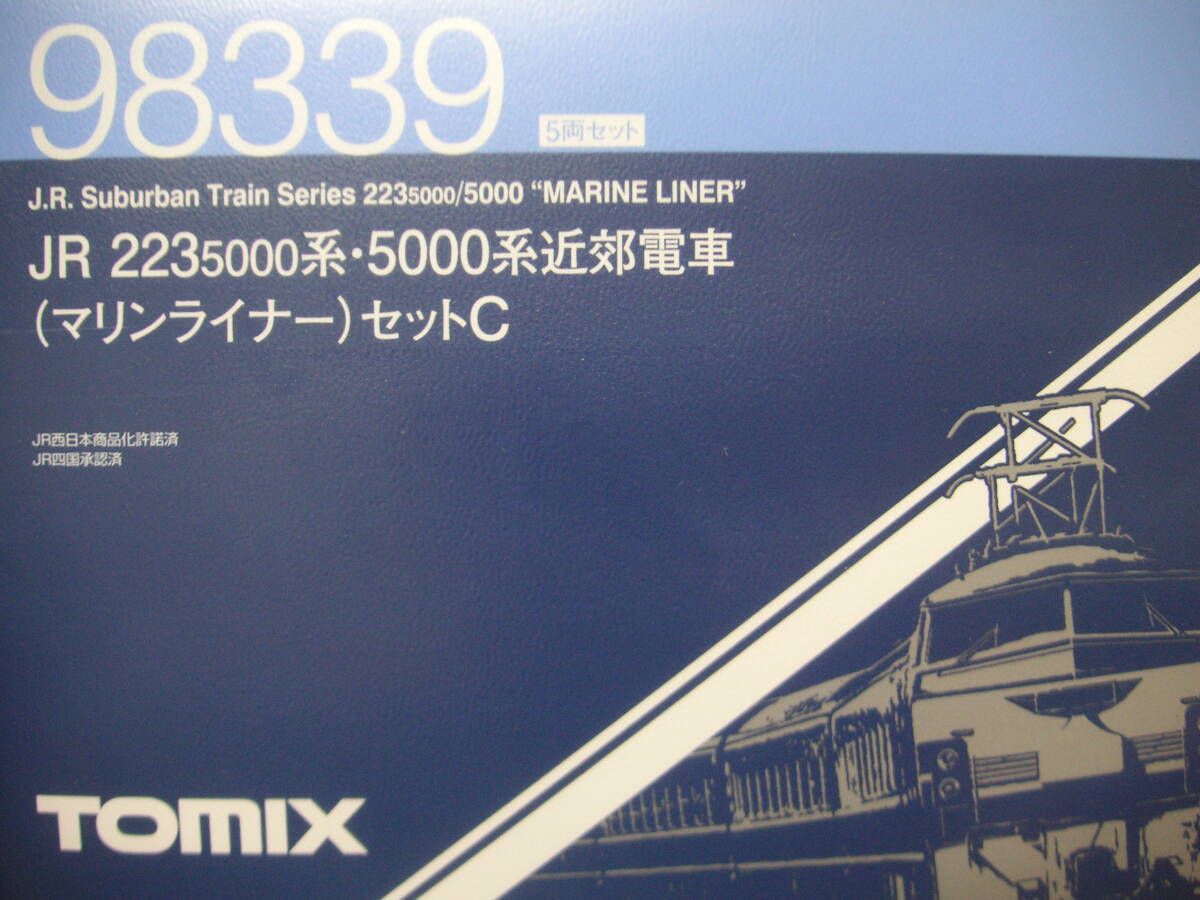 98339
5両セット
J.R. Suburban Train Series 2235000/5000 “MARINE LINER”
JR 2235000系・5000系近郊電車
(マリンライナー)セットC
JR西日本商品化許諾済
JR四国承認済
TOMIX